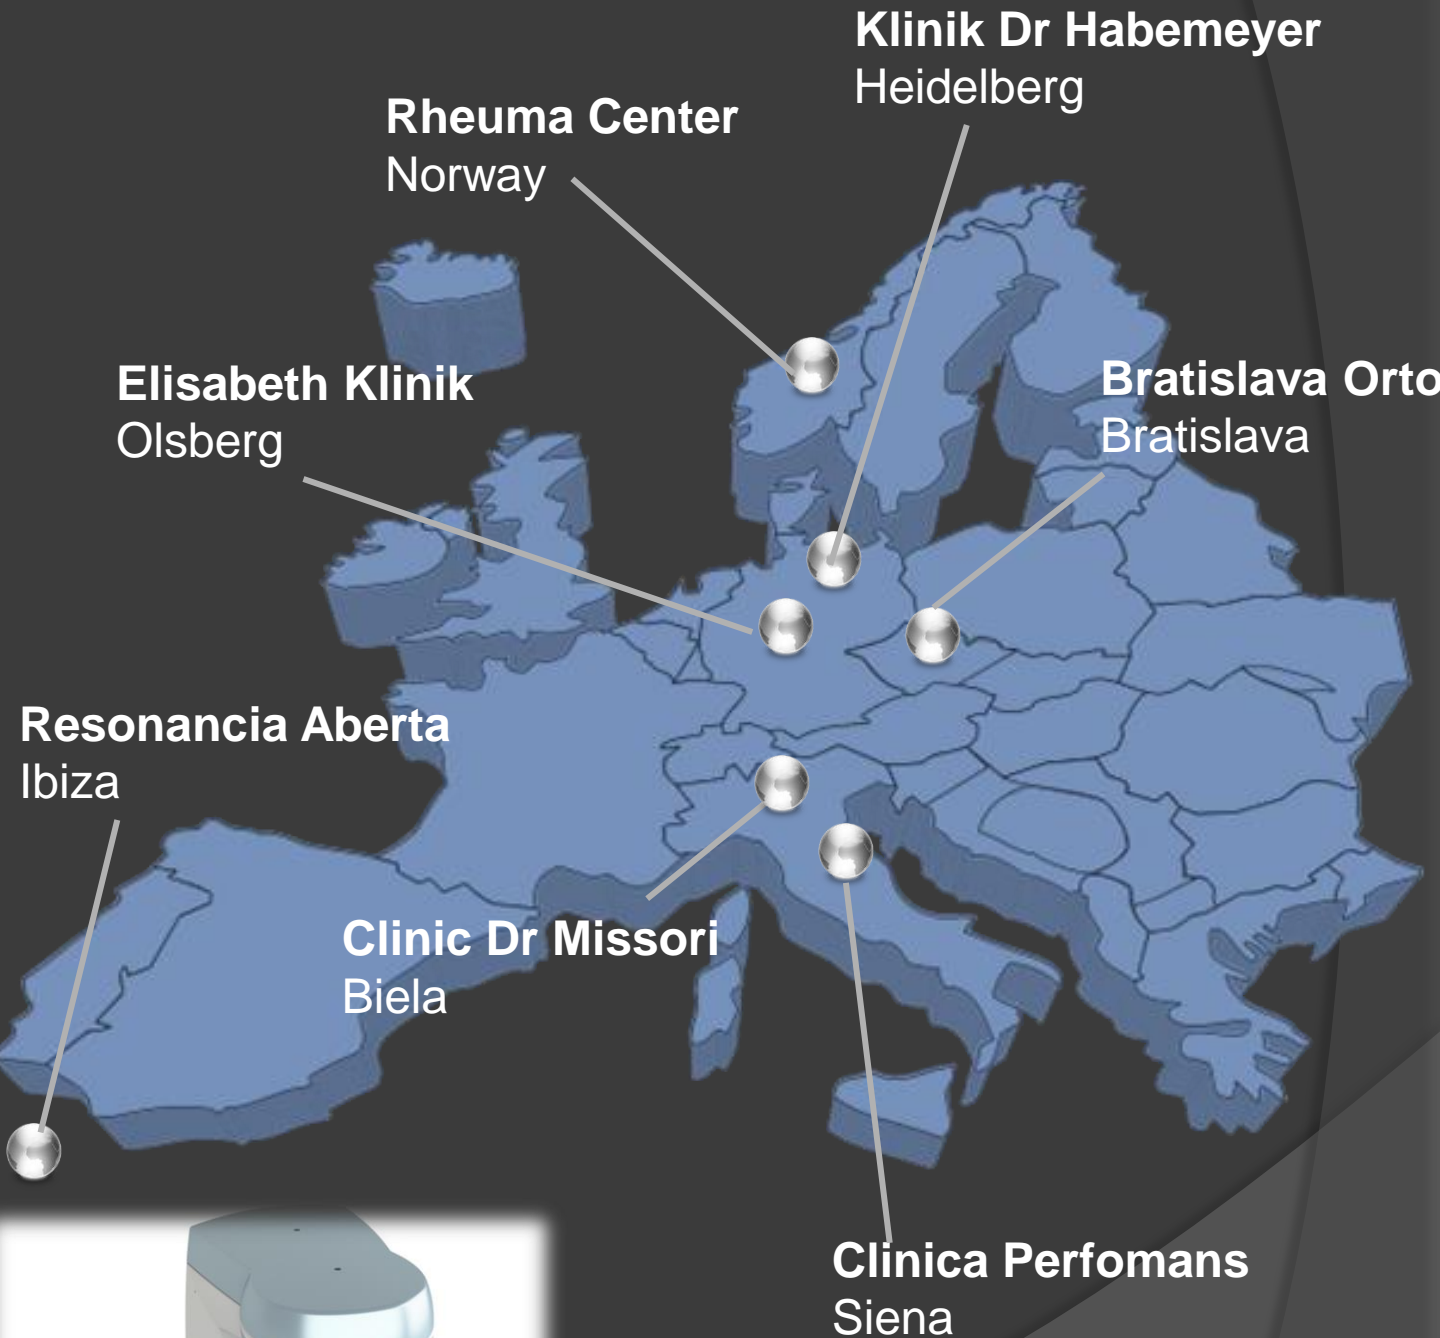 Klinik Dr Habemeyer
Heidelberg
Rheuma Center
Norway
Elisabeth Klinik
Olsberg
Bratislava Orto
Bratislava
Resonancia Aberta
Ibiza
Clinic Dr Missori
Biela
Clinica Perfomans
Siena